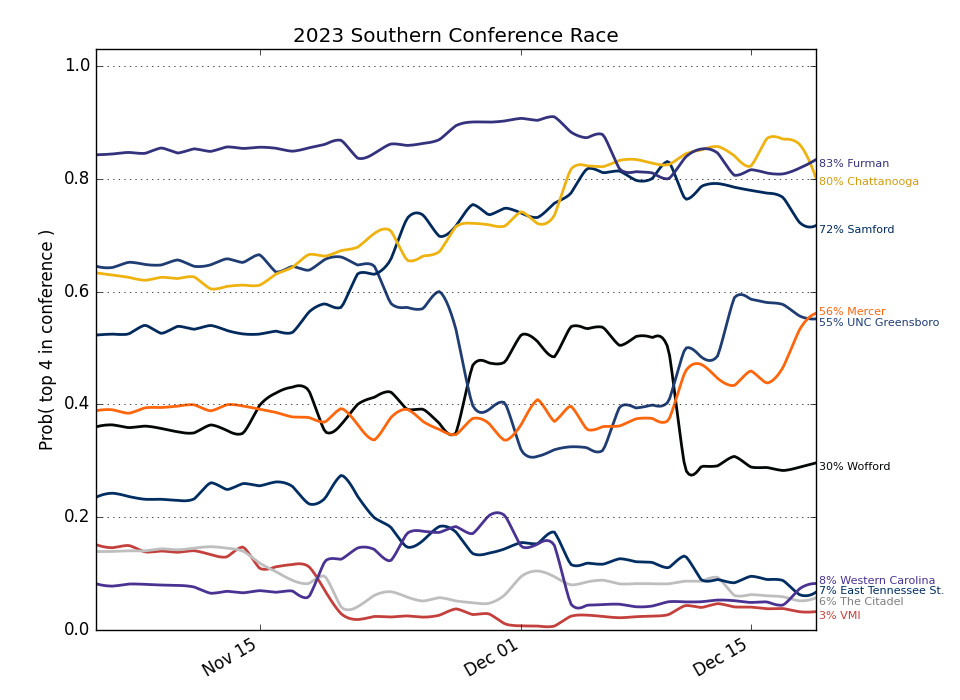 2023 Southern Conference Race
Prob( top 4 in conference )
1.0
0.8
0.6
0.4
0.2
0.0
Nov 15
Dec 01
Dec 15
83% Furman
80% Chattanooga
72% Samford
56% Mercer
55% UNC Greensboro
30% Wofford
8% Western Carolina
7% East Tennessee St.
6% The Citadel
3% VMI